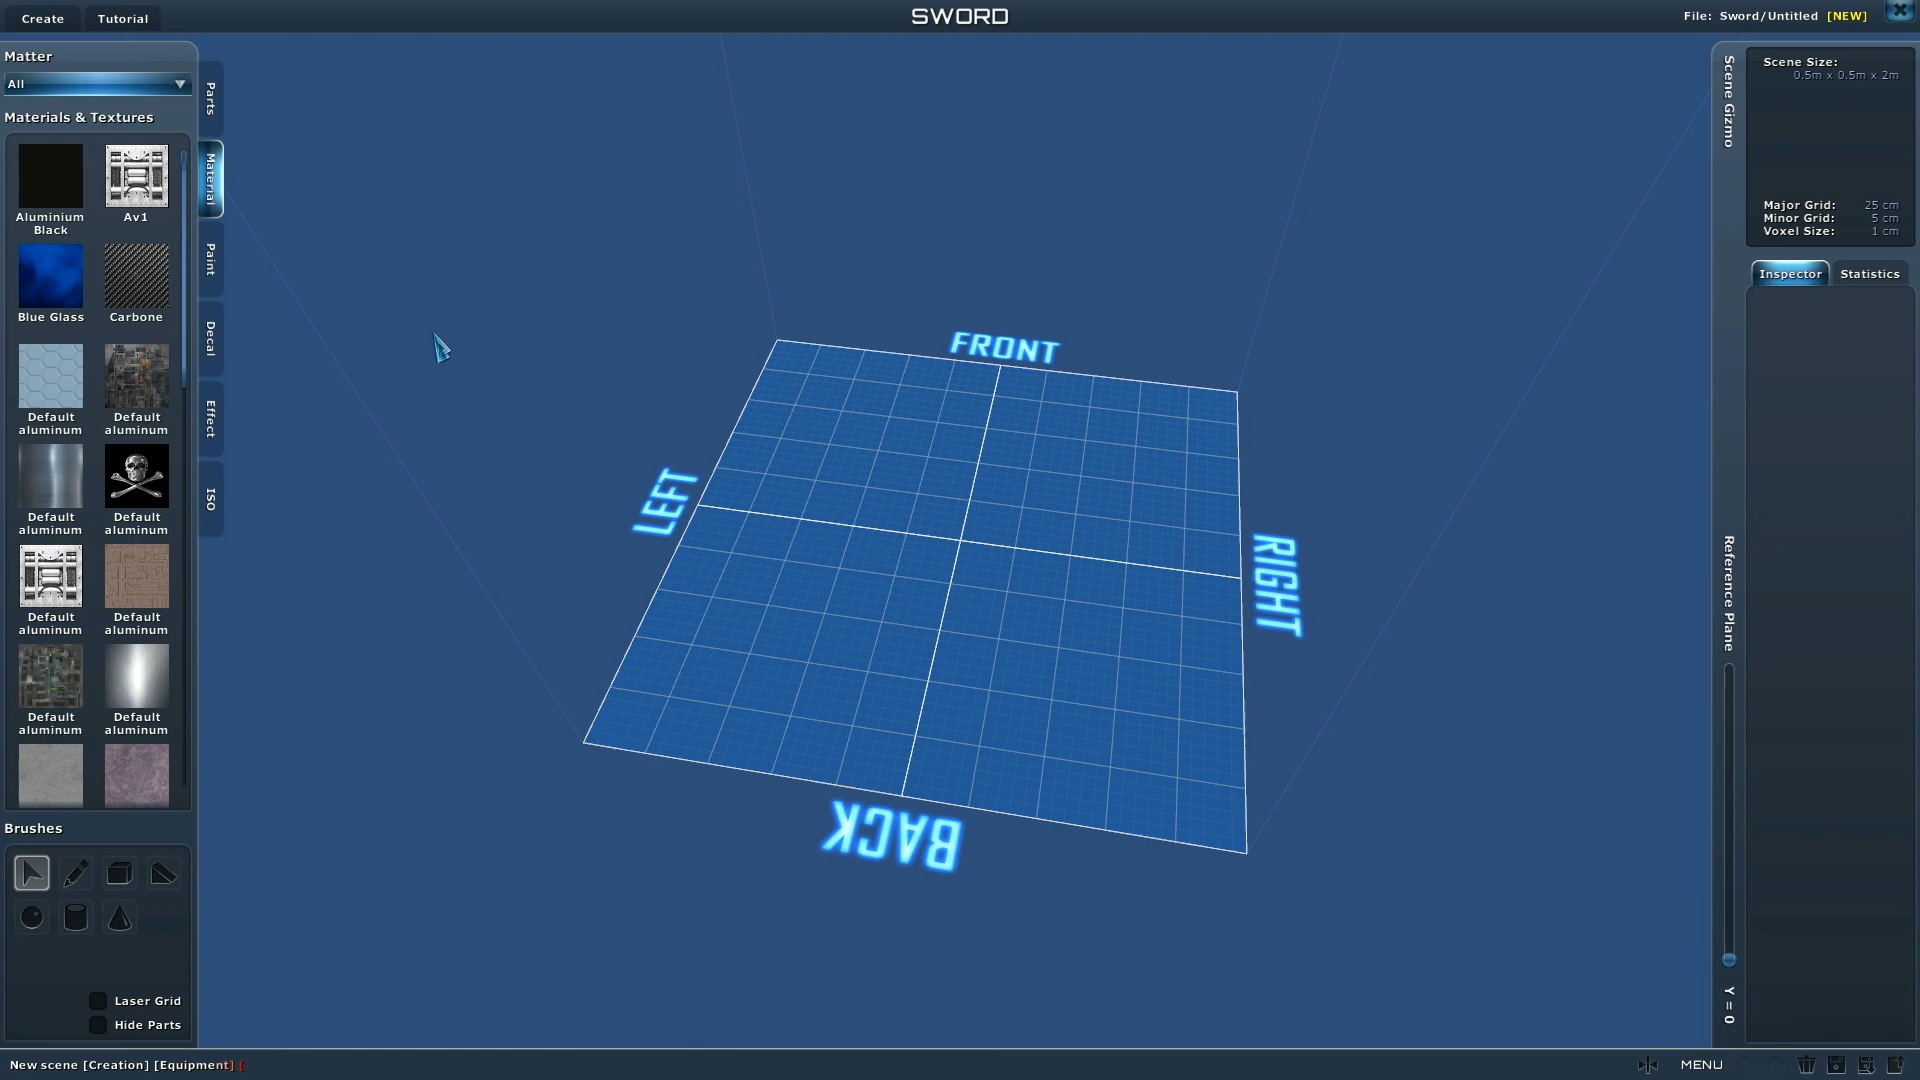 Create
Tutorial
SWORD
File: Sword/Untitled [NEW]
Matter
All
Materials & Textures
Aluminium
Black
Av1
Blue Glass
Carbone
Default
aluminum
Default
aluminum
Default
aluminum
Default
aluminum
Default
aluminum
Default
aluminum
Default
aluminum
Default
aluminum
Brushes
Laser Grid
Hide Parts
Parts
Material
Paint
Decal
Effect
ISO
FRONT
LEFT
RIGHT
BACK
Scene Gizmo
Scene Size:
0.5m x 0.5m x 2m
Major Grid: 25 cm
Minor Grid: 5 cm
Voxel Size: 1 cm
Inspector
Statistics
Reference Plane
Y = 0
New scene [Creation] [Equipment] [
MENU